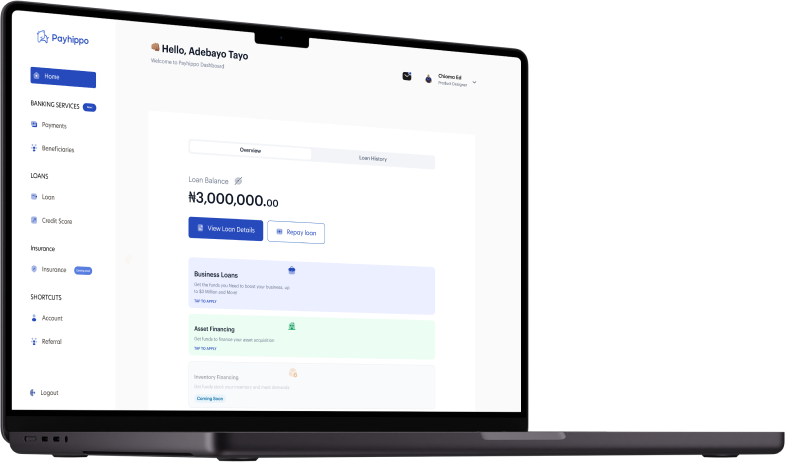 Payhippo
Home
BANKING SERVICES
Payments
Beneficiaries
LOANS
Loan
Credit Score
Insurance
Insurance
SHORTCUTS
Account
Referral
Logout
Hello, Adebayo Tayo
Welcome to Payhippo Dashboard
Chioma Ed
Product Designer
Overview
Loan History
Loan Balance
₦3,000,000.00
View Loan Details
Repay loan
Business Loans
Get the funds you Need to boost your business, up
to ₦3 Million and More!
TAP TO APPLY
Asset Financing
Get funds to finance your asset acquisition
TAP TO APPLY
Inventory Financing
Get funds stock your inventory and meet demands
Coming Soon